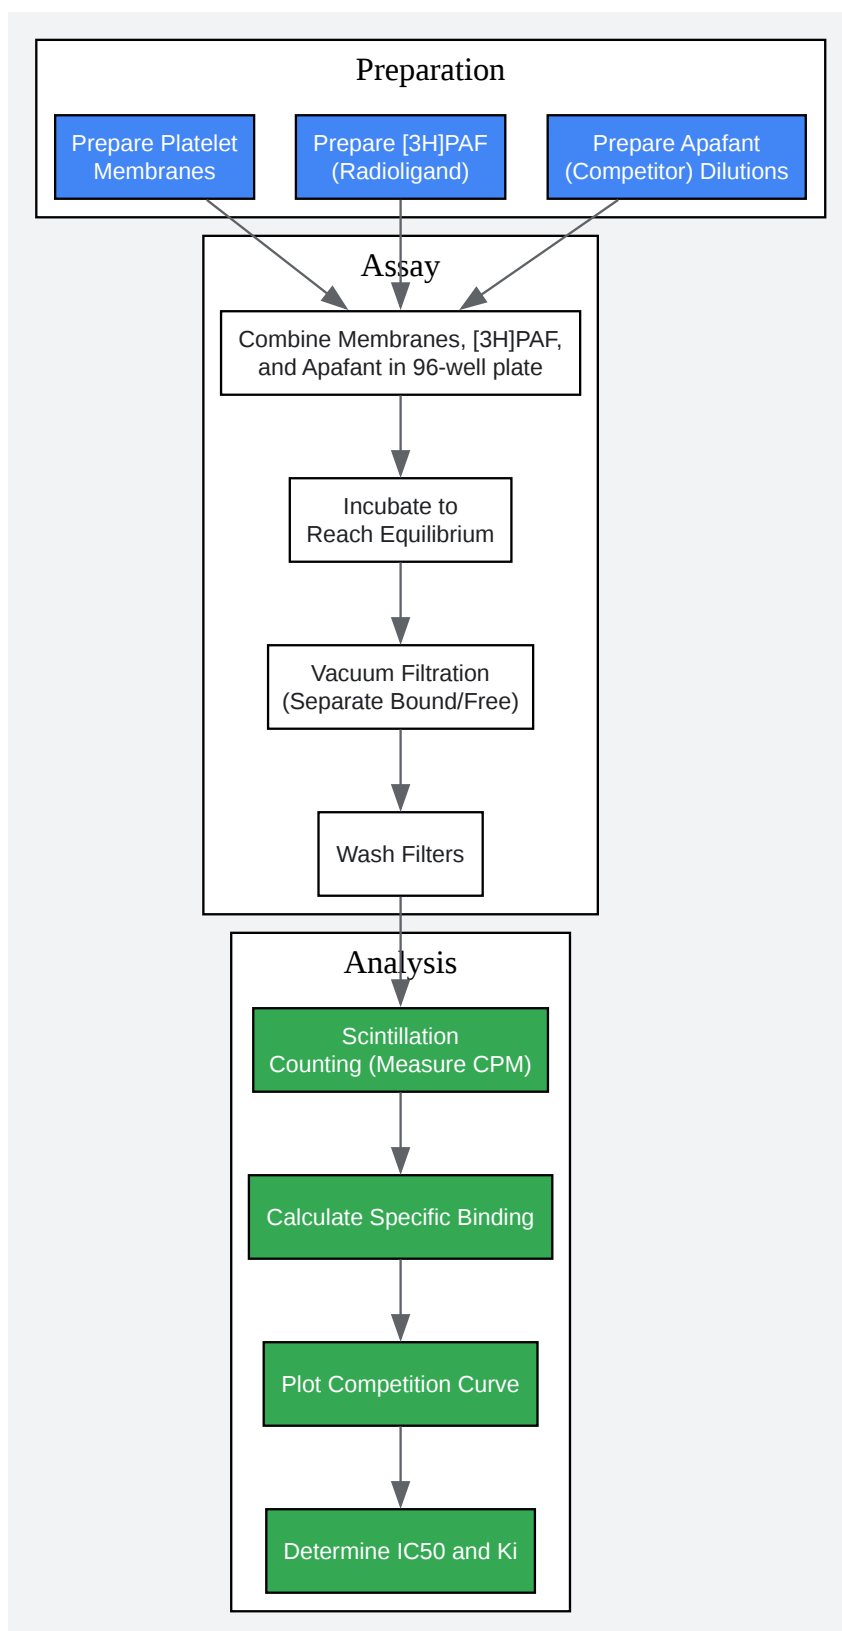 Preparation
Prepare Platelet
Membranes
Prepare [3H]PAF
(Radioligand)
Prepare Apafant
(Competitor) Dilutions
Assay
Combine Membranes, [3H]PAF,
and Apafant in 96-well plate
Incubate to
Reach Equilibrium
Vacuum Filtration
(Separate Bound/Free)
Wash Filters
Analysis
Scintillation
Counting (Measure CPM)
Calculate Specific Binding
Plot Competition Curve
Determine IC50 and Ki